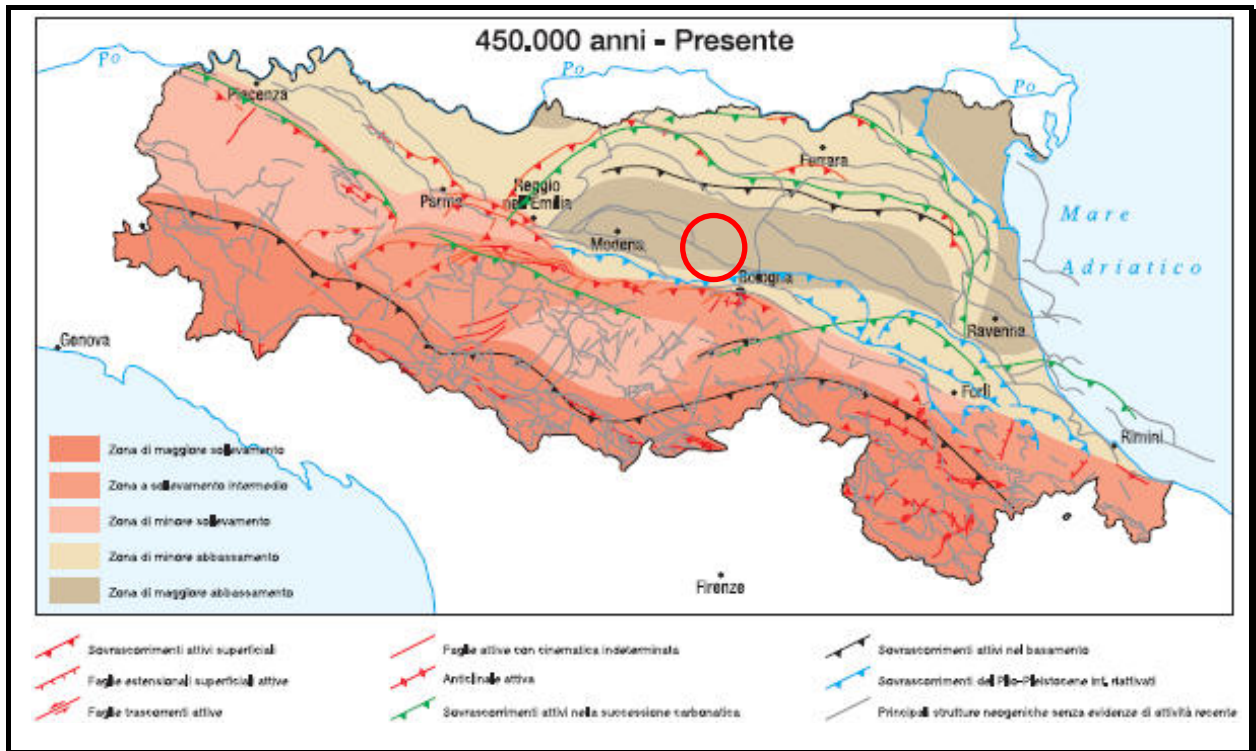 450.000 anni - Presente
Po
Po
Po
Piacenza
Ferrara
Parma
Reggio
nell'Emilia
Modena
Bologna
Mare
Adriatico
Ravenna
Genova
Forlì
Rimini
Firenze
Zona di maggiore sollevamento
Zona a sollevamento intermedio
Zona di minore sollevamento
Zona di minore abbassamento
Zona di maggiore abbassamento
Sovrascorrimenti attivi superficiali
Faglie attive con cinematica indeterminata
Sovrascorrimenti attivi nel basamento
Faglie estensionali superficiali attive
Anticlinale attiva
Sovrascorrimenti del Plio-Pleistocene inf. riattivati
Faglie trascorrenti attive
Sovrascorrimenti attivi nella successione carbonatica
Principali strutture neogeniche senza evidenze di attività recente